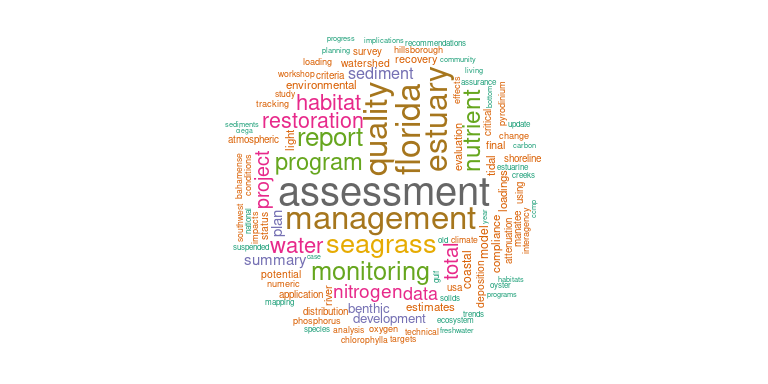 progress
implications
recommendations
planning
survey
hillsborough
loading
watershed
recovery
community
workshop
criteria
sediment
living
environmental
assurance
study
habitat
quality
florida
estuary
effects
nutrient
bottom
pyrodinium
tracking
restoration
critical
sediments
ciega
report
light
evaluation
update
change
atmospheric
final
carbon
program
tidal
shoreline
estuarine
bahamense
conditions
project
assessment
creeks
loadings
using
southwest
national
impacts
status
plan
management
year
manatee
ccmp
interagency
attenuation
compliance
model
suspended
water
seagrass
old
climate
case
summary
monitoring
gulf
total
coastal
potential
numeric
usa
deposition
habitats
oyster
programs
application
river
nitrogen
data
solids
mapping
distribution
benthic
estimates
trends
phosphorus
development
ecosystem
species
analysis
oxygen
technical
freshwater
chlorophylla
targets